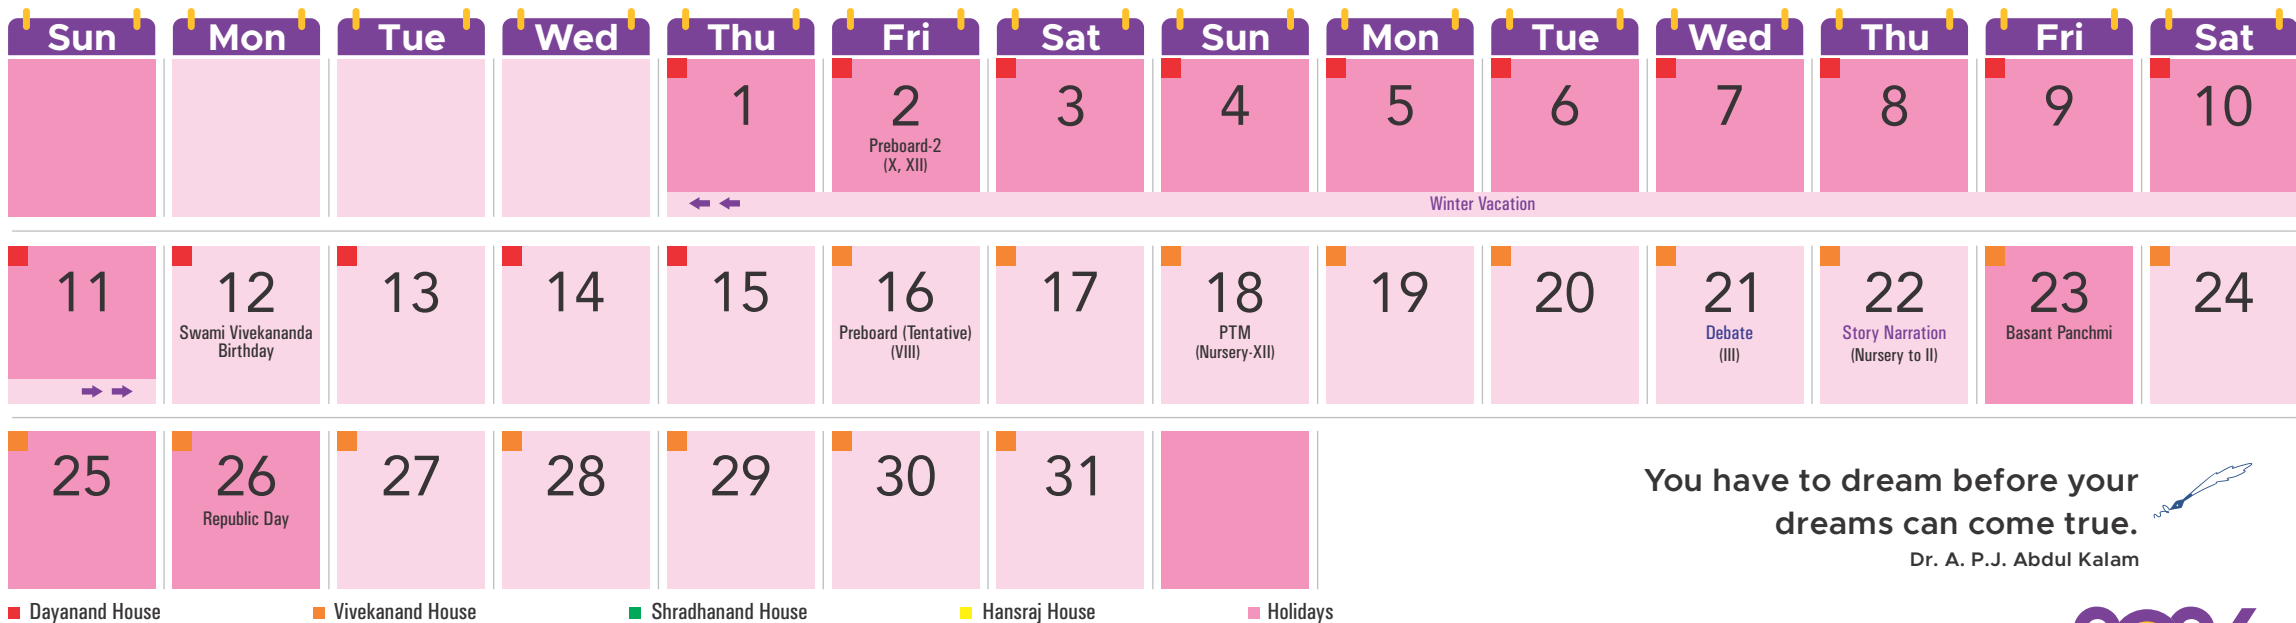 Sun Mon Tue Wed Thu Fri Sat Sun Mon Tue Wed Thu Fri Sat
1 2 3 4 5 6 7 8 9 10
Preboard-2
(X, XII)
Winter Vacation
11 12 13 14 15 16 17 18 19 20 21 22 23 24
Swami Vivekananda Preboard (Tentative) PTM Debate Story Narration Basant Panchmi
Birthday (VIII) (Nursery-XII) (III) (Nursery to II)
25 26 27 28 29 30 31
Republic Day
You have to dream before your
dreams can come true.
Dr. A. P.J. Abdul Kalam
Dayanand House Vivekanand House Shradhanand House Hansraj House Holidays